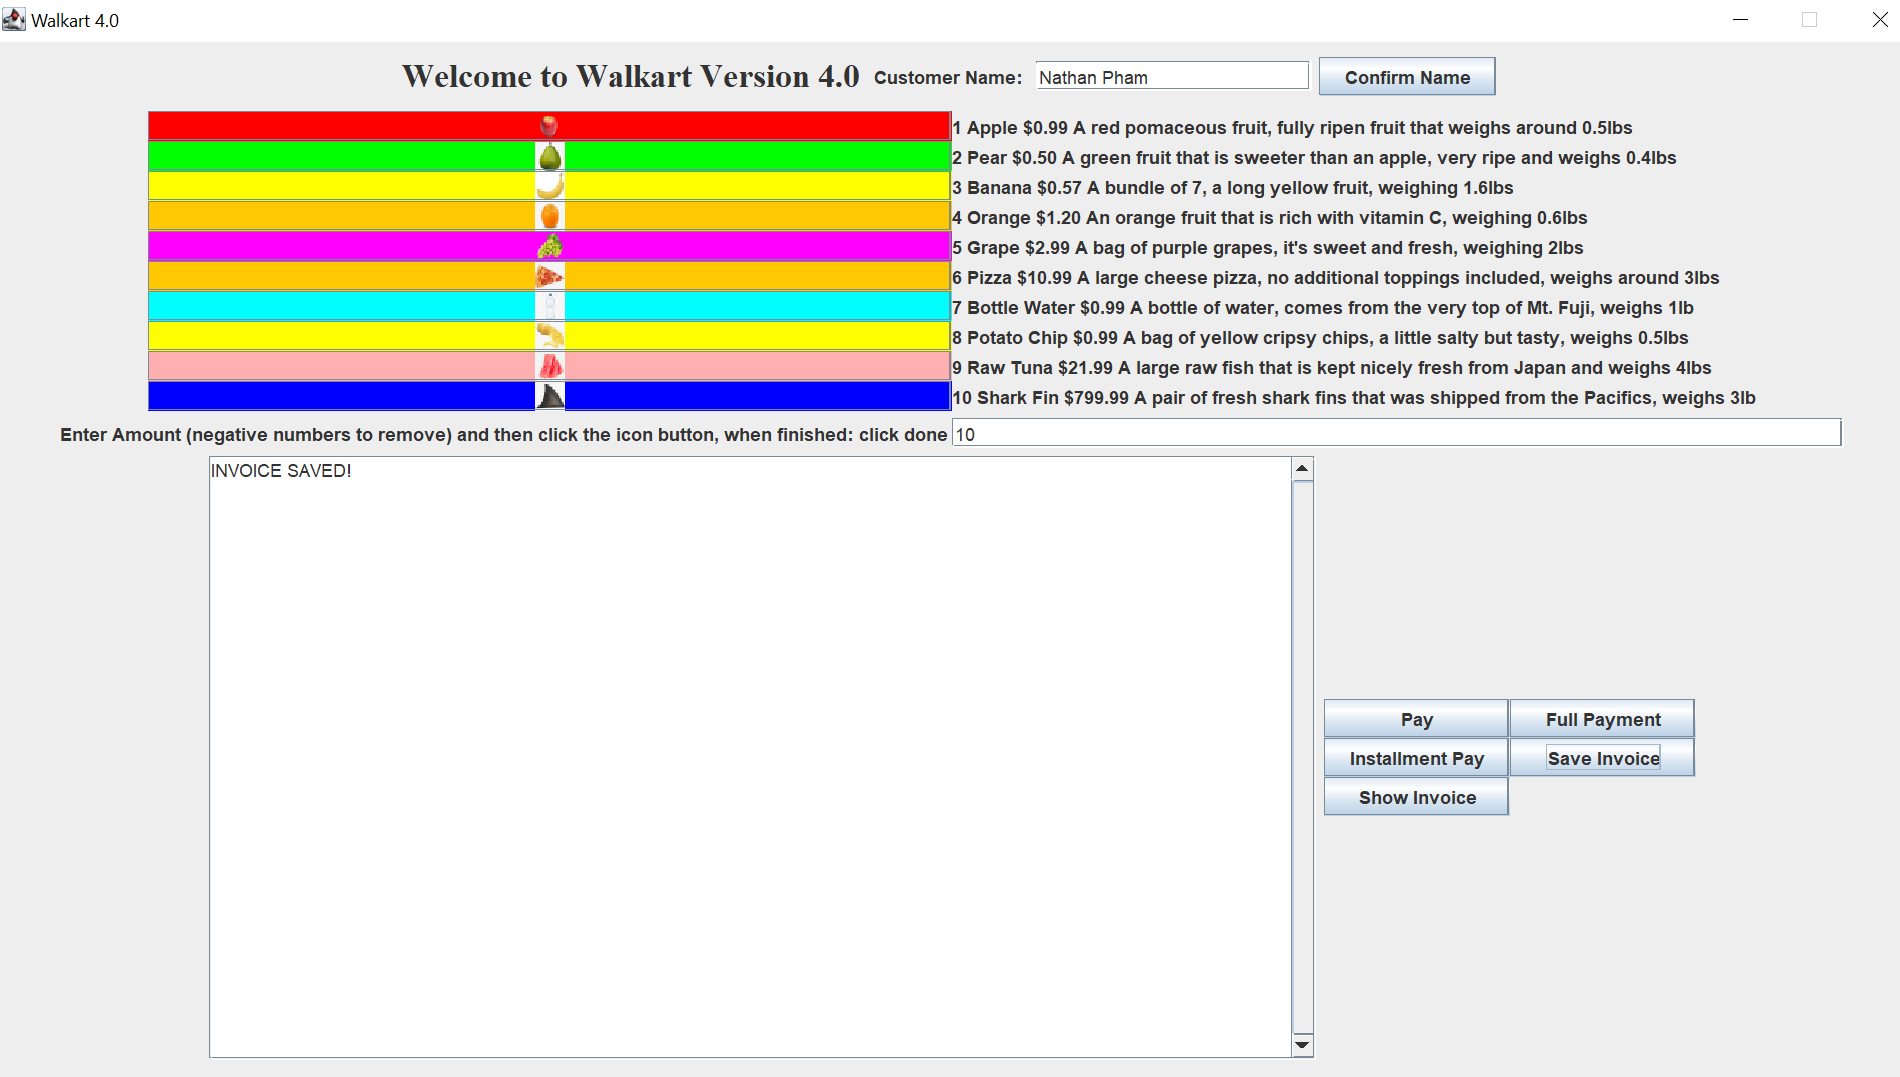 Walkart 4.0
Welcome to Walkart Version 4.0 Customer Name: Nathan Pham Confirm Name
1 Apple $0.99 A red pomaceous fruit, fully ripen fruit that weighs around 0.5lbs
2 Pear $0.50 A green fruit that is sweeter than an apple, very ripe and weighs 0.4lbs
3 Banana $0.57 A bundle of 7, a long yellow fruit, weighing 1.6lbs
4 Orange $1.20 An orange fruit that is rich with vitamin C, weighing 0.6lbs
5 Grape $2.99 A bag of purple grapes, it's sweet and fresh, weighing 2lbs
6 Pizza $10.99 A large cheese pizza, no additional toppings included, weighs around 3lbs
7 Bottle Water $0.99 A bottle of water, comes from the very top of Mt. Fuji, weighs 1lb
8 Potato Chip $0.99 A bag of yellow cripsy chips, a little salty but tasty, weighs 0.5lbs
9 Raw Tuna $21.99 A large raw fish that is kept nicely fresh from Japan and weighs 4lbs
10 Shark Fin $799.99 A pair of fresh shark fins that was shipped from the Pacifics, weighs 3lb
Enter Amount (negative numbers to remove) and then click the icon button, when finished: click done 10
INVOICE SAVED!
Pay Full Payment
Installment Pay Save Invoice
Show Invoice